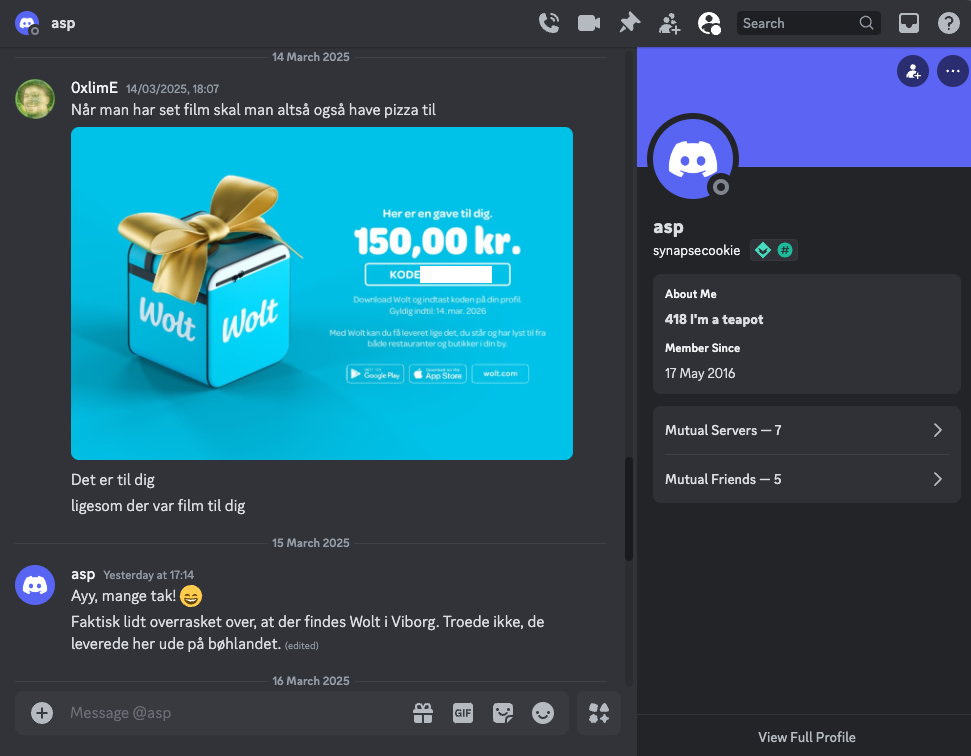 asp
Search
14 March 2025
0xlimE 14/03/2025, 18:07
Når man har set film skal man altså også have pizza til
Her er en gave til dig.
150,00 kr.
KODE
Download Wolt og indtast koden på din profil.
Gyldig indtil: 14. mar. 2026
Med Wolt kan du få leveret lige det, du står og har lyst til fra
både restauranter og butikker i din by.
GET IT ON
Google Play
Download on the
App Store
wolt.com
Wolt
Wolt
Det er til dig
ligesom der var film til dig
15 March 2025
asp Yesterday at 17:14
Ayy, mange tak! 😄
Faktisk lidt overrasket over, at der findes Wolt i Viborg. Troede ikke, de
leverede her ude på bøhlandet. (edited)
16 March 2025
Message @asp
GIF
asp
synapsecookie
#
About Me
418 I'm a teapot
Member Since
17 May 2016
Mutual Servers — 7
Mutual Friends — 5
View Full Profile